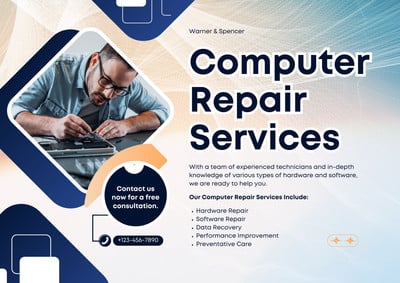 Warner & Spencer
Computer
Repair
Services
With a team of experienced technicians and in-depth
knowledge of various types of hardware and software,
we are ready to help you.
Our Computer Repair Services Include:
• Hardware Repair
• Software Repair
• Data Recovery
• Performance Improvement
• Preventative Care
Contact us
now for a free
consultation.
+123-456-7890